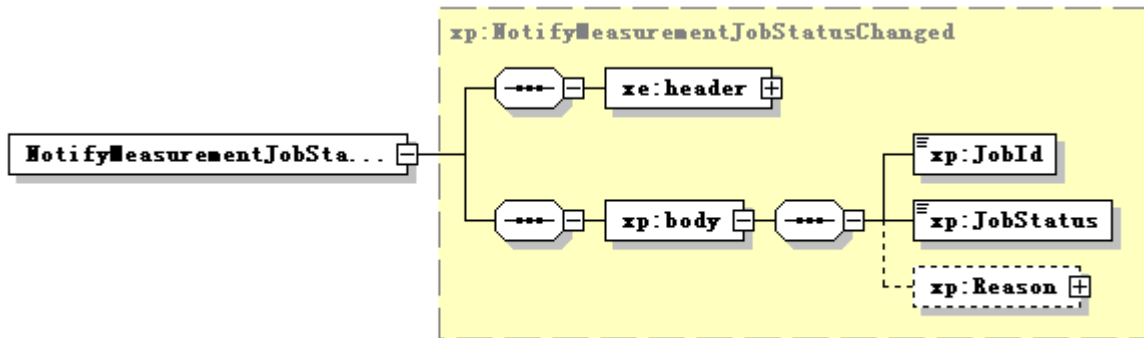 xp:NotifyMeasurementJobStatusChanged
xe:header
NotifyMeasurementJobSta...
xp:JobId
xp:body
xp:JobStatus
xp:Reason